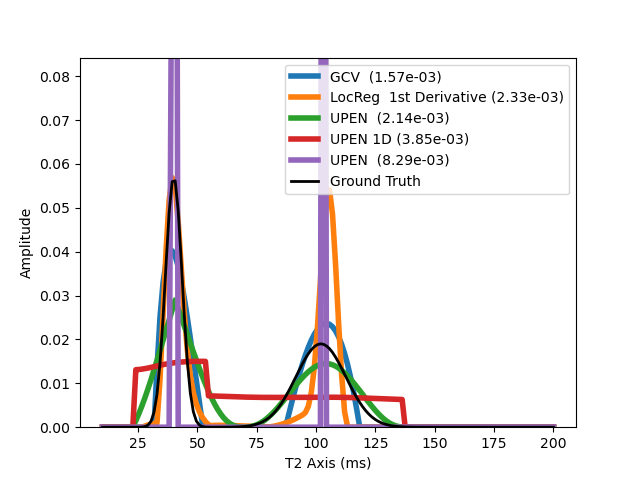 GCV  (1.57e-03)
LocReg  1st Derivative (2.33e-03)
UPEN  (2.14e-03)
UPEN 1D (3.85e-03)
UPEN  (8.29e-03)
Ground Truth
0.08
0.07
0.06
0.05
0.04
0.03
0.02
0.01
0.00
Amplitude
25 50 75 100 125 150 175 200
T2 Axis (ms)